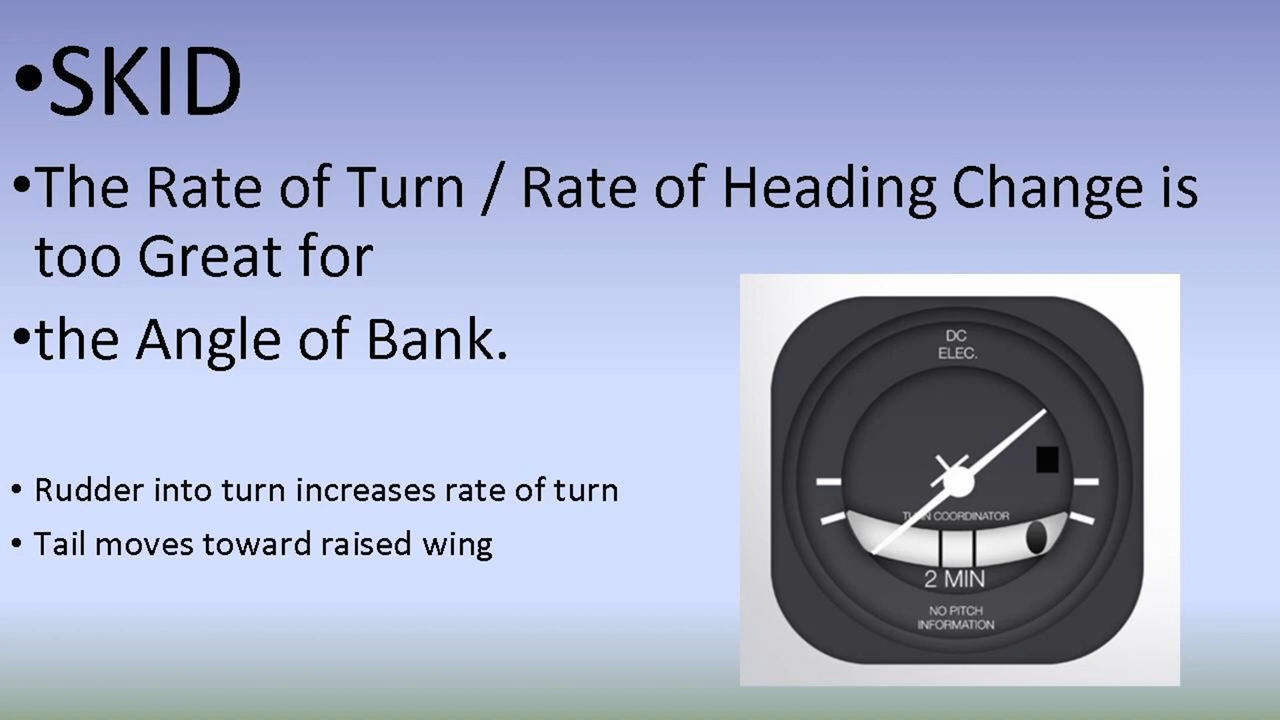 •SKID
•The Rate of Turn / Rate of Heading Change is
too Great for
•the Angle of Bank.
• Rudder into turn increases rate of turn
• Tail moves toward raised wing
DC
ELEC.
COORDINATOR
2 MIN
NO PITCH
INFORMATION